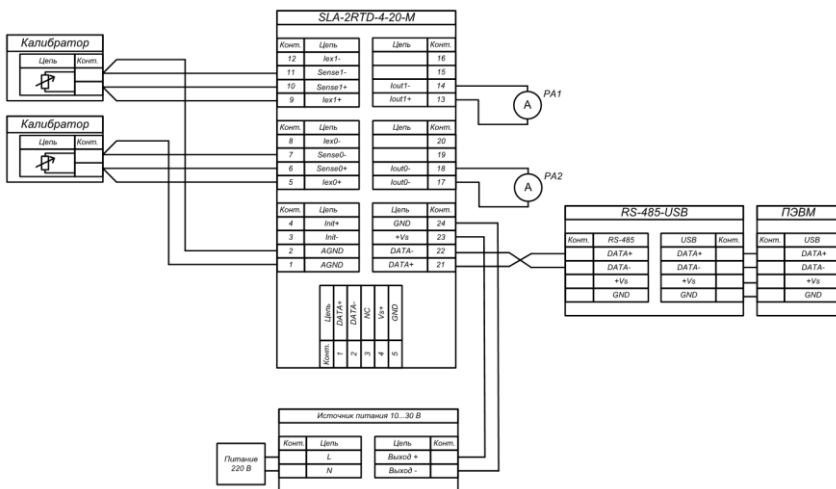 SLA-2RTD-4-20-M
Калибратор
Цепь Конт.
Калибратор
Цепь Конт.
Конт. Цепь
12 Iex1-
11 Sense1-
10 Sense1+
9 Iex1+
Цепь Конт.
16
15
Iout1- 14
Iout1+ 13
A
PA1
Конт. Цепь
8 Iex0-
7 Sense0-
6 Sense0+
5 Iex0+
Цепь Конт.
20
19
Iout0- 18
Iout0- 17
A
PA2
Конт. Цепь
4 Init+
3 Init-
2 AGND
1 AGND
Цепь Конт.
GND 24
+Vs 23
DATA- 22
DATA+ 21
Конт. Цепь
1 DATA+
2 DATA-
3 NC
4 Vs+
5 GND
RS-485-USB
Конт. RS-485
DATA+
DATA-
+Vs
GND
USB Конт.
DATA+
DATA-
+Vs
GND
ПЭВМ
Конт. USB
DATA+
DATA-
+Vs
GND
Источник питания 10...30 В
Конт. Цепь
L
N
Цепь Конт.
Выход +
Выход -
Питание
220 В